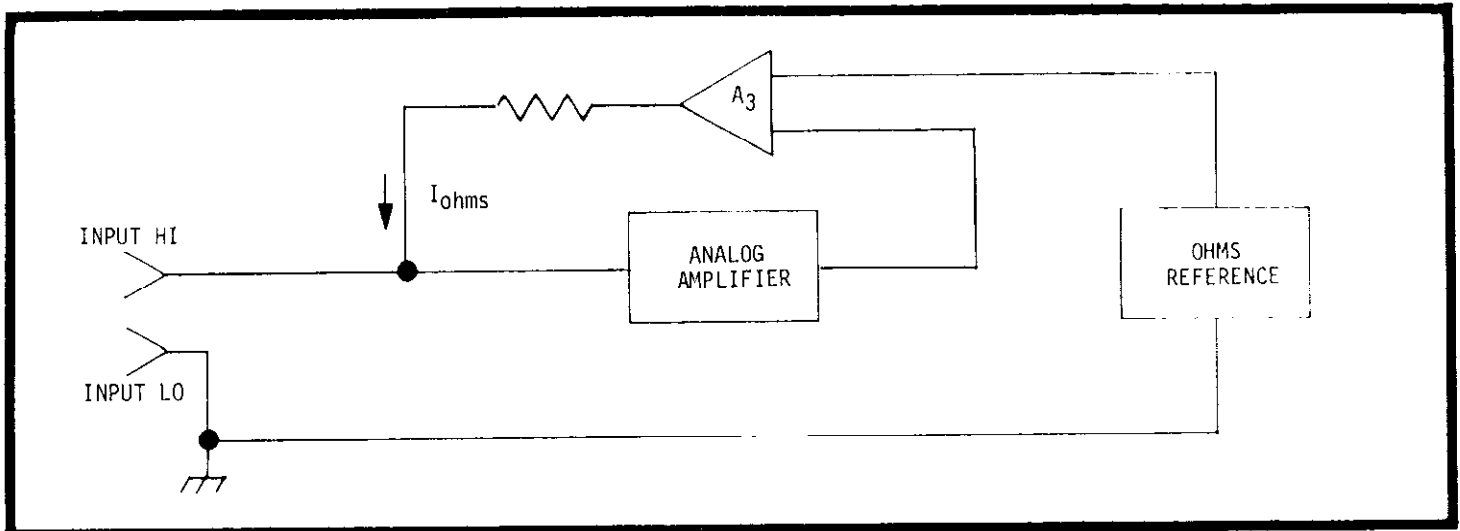 A3
Iohms
INPUT HI
ANALOG
AMPLIFIER
OHMS
REFERENCE
INPUT LO